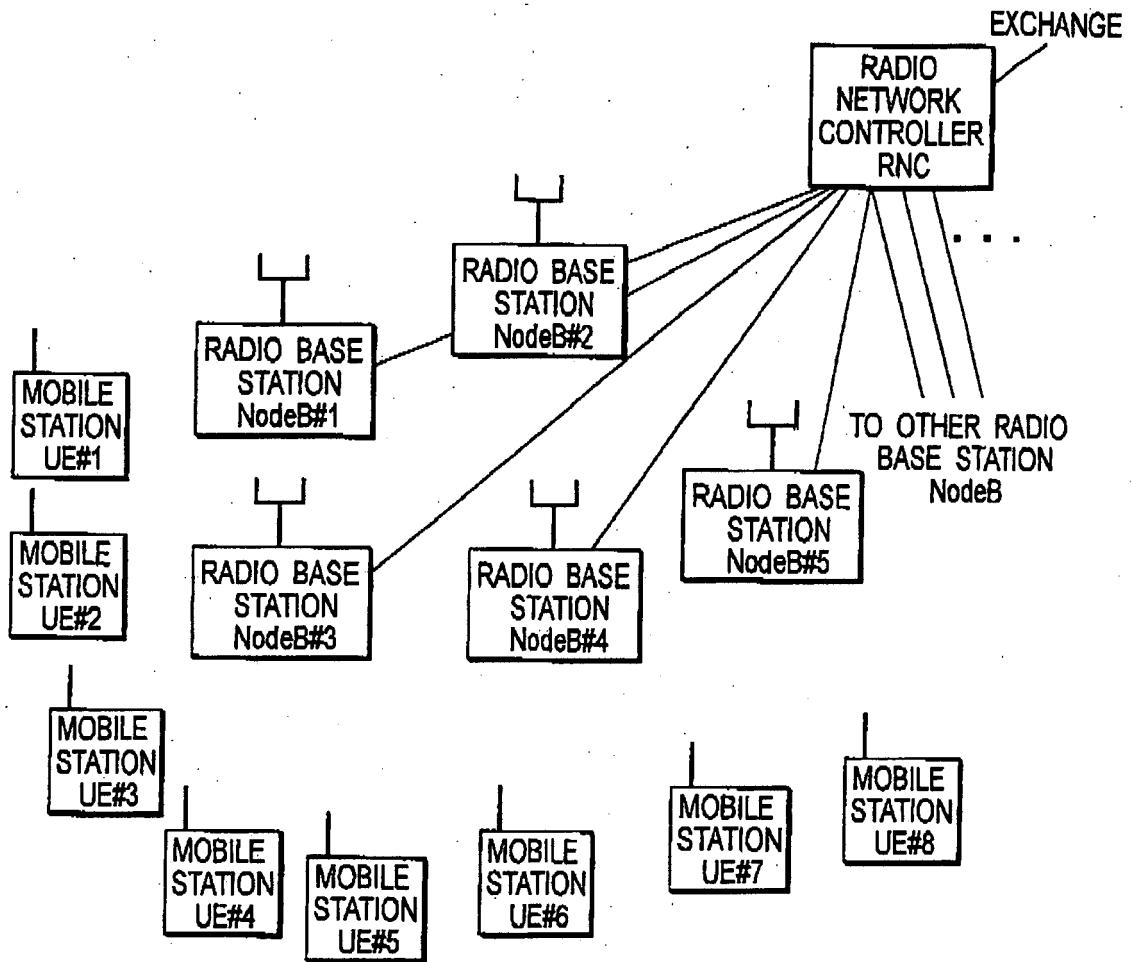 EXCHANGE
RADIO
NETWORK
CONTROLLER
RNC
RADIO BASE
STATION
NodeB#2
RADIO BASE
STATION
NodeB#1
MOBILE
STATION
UE#1
TO OTHER RADIO
BASE STATION
NodeB
RADIO BASE
STATION
NodeB#5
MOBILE
STATION
UE#2
RADIO BASE
STATION
NodeB#3
RADIO BASE
STATION
NodeB#4
MOBILE
STATION
UE#3
MOBILE
STATION
UE#4
MOBILE
STATION
UE#5
MOBILE
STATION
UE#6
MOBILE
STATION
UE#7
MOBILE
STATION
UE#8
...